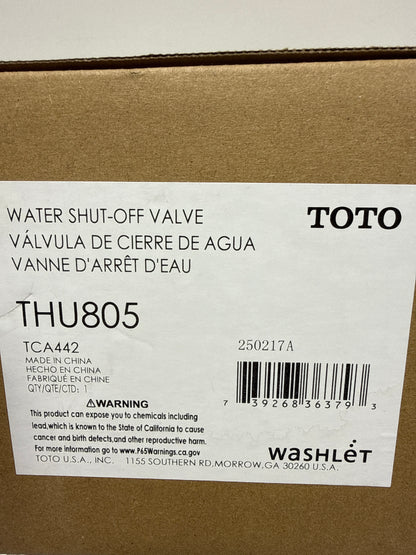 WATER SHUT-OFF VALVE
TOTO
VÁLVULA DE CIERRE DE AGUA
VANNE D'ARRÊT D'EAU
THU805
TCA442
250217A
MADE IN CHINA
HECHO EN CHINA
FABRIQUÉ EN CHINE
QTY/QTE/CTD: 1
7 39268 36379 3
⚠WARNING
This product can expose you to chemicals including
lead,which is known to the State of California to cause
cancer and birth defects,and other reproductive harm.
For more information go to www.P65Warnings.ca.gov
WASHLET
TOTO U.S.A., INC. 1155 SOUTHERN RD,MORROW,GA 30260 U.S.A.